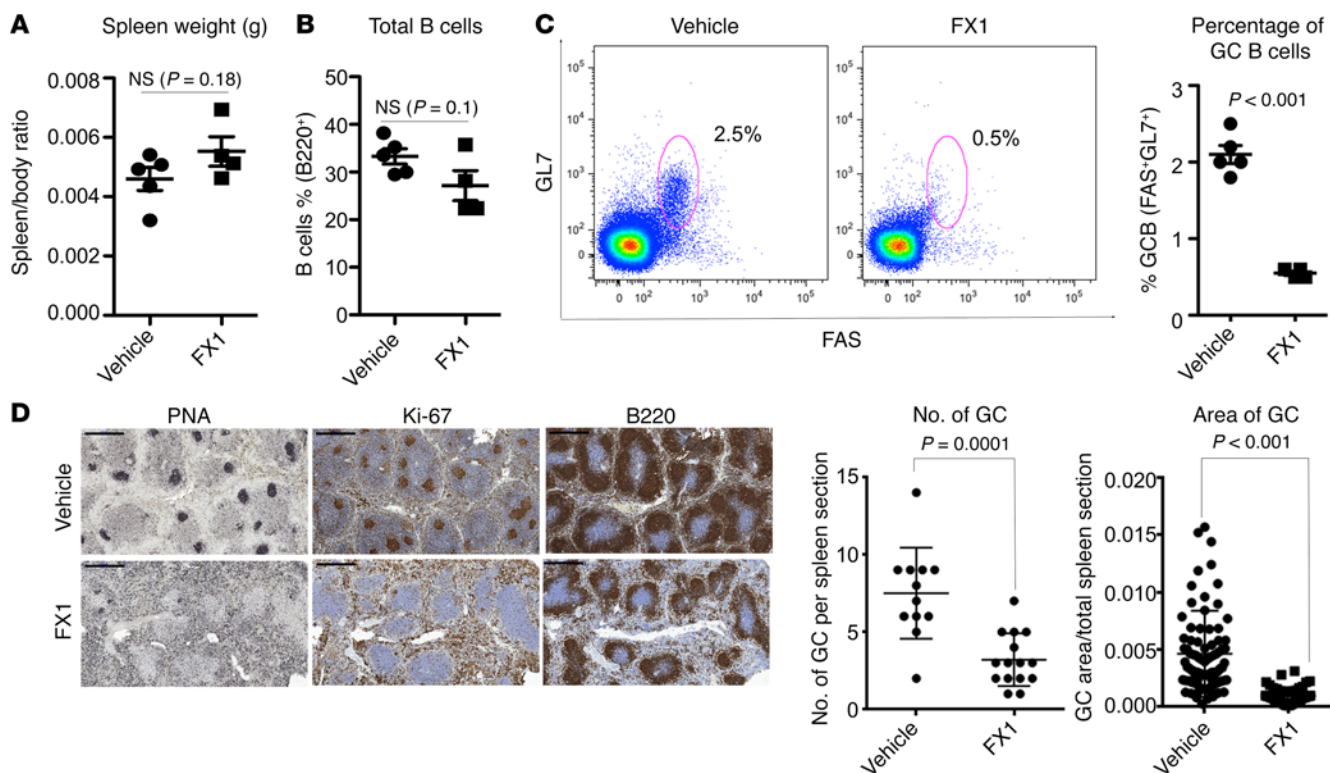 A
Spleen weight (g)
Spleen/body ratio
0.008
0.006
0.004
0.002
0.000
NS (P = 0.18)
Vehicle
FX1
B
Total B cells
B cells % (B220⁺)
50
40
30
20
10
0
NS (P = 0.1)
Vehicle
FX1
C
Vehicle
FX1
GL7
10⁵
10⁴
10³
10²
0
2.5%
0 10² 10³ 10⁴ 10⁵
10⁵
10⁴
10³
10²
0
0.5%
0 10² 10³ 10⁴ 10⁵
FAS
Percentage of
GC B cells
% GCB (FAS⁺GL7⁺)
3
2
1
0
P < 0.001
Vehicle
FX1
D
PNA
Ki-67
B220
Vehicle
FX1
No. of GC
P = 0.0001
No. of GC per spleen section
15
10
5
0
Vehicle
FX1
Area of GC
P < 0.001
GC area/total spleen section
0.020
0.015
0.010
0.005
0.000
Vehicle
FX1